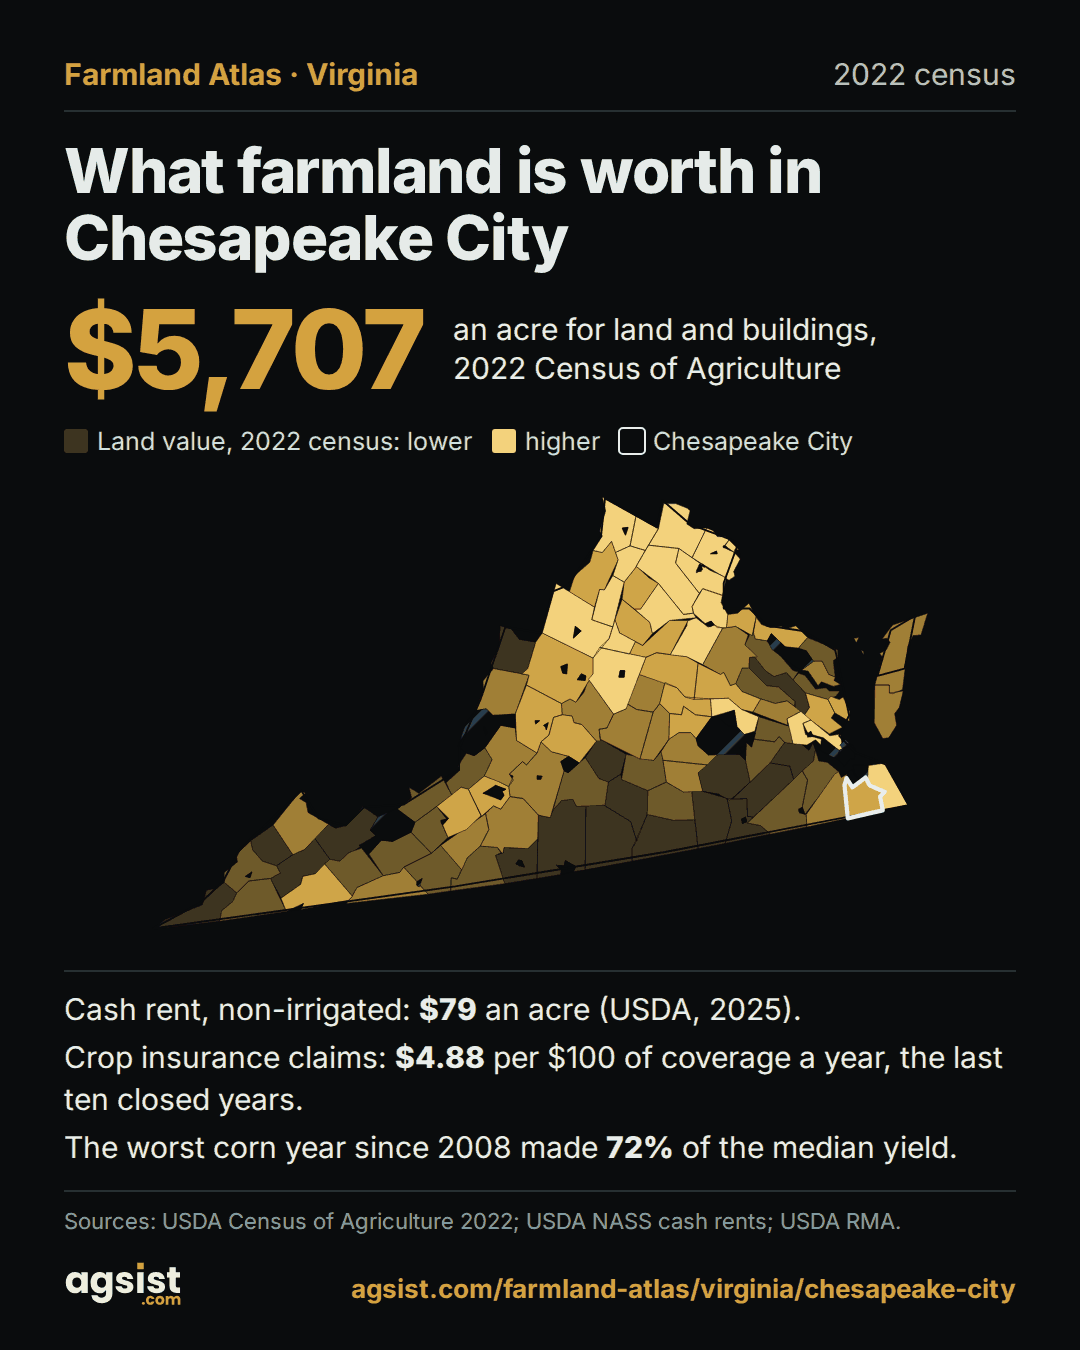 Farmland Atlas · Virginia
2022 census
What farmland is worth in
Chesapeake City
$5,707
an acre for land and buildings,
2022 Census of Agriculture
Land value, 2022 census: lower
higher
Chesapeake City
Cash rent, non-irrigated: $79 an acre (USDA, 2025).
Crop insurance claims: $4.88 per $100 of coverage a year, the last
ten closed years.
The worst corn year since 2008 made 72% of the median yield.
Sources: USDA Census of Agriculture 2022; USDA NASS cash rents; USDA RMA.
agsist
.com
agsist.com/farmland-atlas/virginia/chesapeake-city